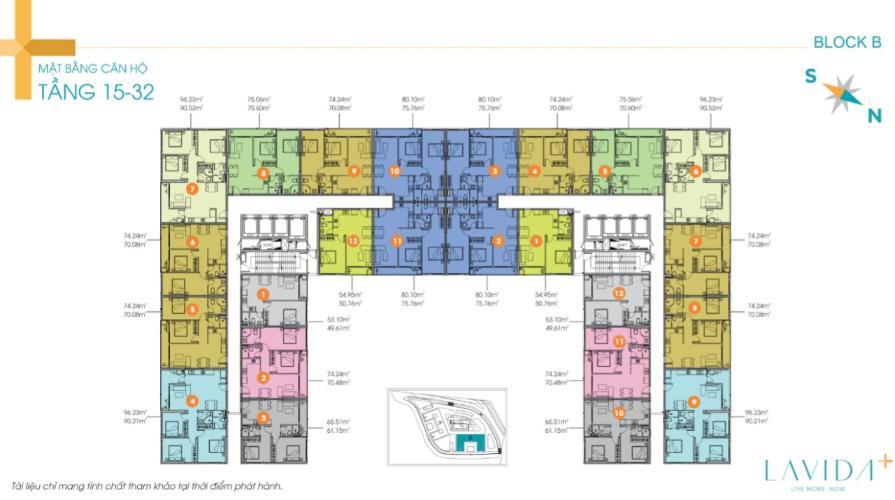 BLOCK B
MẶT BẰNG CĂN HỘ
TẦNG 15-32
S
N
96.23m²
90.53m²
75.06m²
70.60m²
74.24m²
70.08m²
80.10m²
75.76m²
80.10m²
75.76m²
74.24m²
70.08m²
75.06m²
70.60m²
96.23m²
90.53m²
7
8
9
10
3
4
5
6
74.24m²
70.08m²
6
12
11
2
1
7
74.24m²
70.08m²
54.95m²
50.76m²
80.10m²
75.76m²
80.10m²
75.76m²
54.95m²
50.76m²
74.24m²
70.08m²
5
1
12
8
74.24m²
70.08m²
53.10m²
49.61m²
53.10m²
49.61m²
11
2
74.24m²
70.48m²
74.24m²
70.48m²
96.23m²
90.21m²
4
3
65.51m²
61.15m²
65.51m²
61.15m²
10
9
96.23m²
90.21m²
Tài liệu chỉ mang tính chất tham khảo tại thời điểm phát hành.
LAVIDA+
LIVE MORE. NOW.